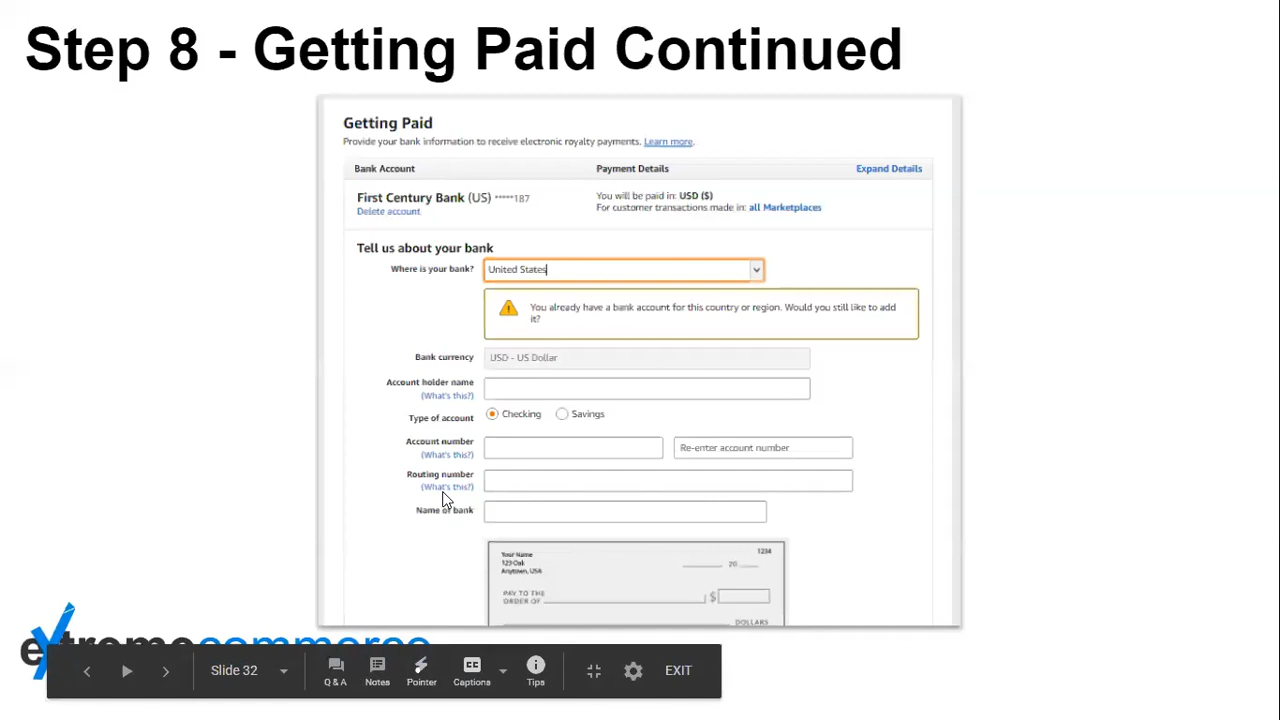 Step 8 - Getting Paid Continued
Getting Paid
Provide your bank information to receive electronic royalty payments. Learn more.
Bank Account Payment Details Expand Details
First Century Bank (US) *****187 You will be paid in: USD ($)
Delete account For customer transactions made in: all Marketplaces
Tell us about your bank
Where is your bank? United States
You already have a bank account for this country or region. Would you still like to add
it?
Bank currency USD - US Dollar
Account holder name
(What's this?)
Type of account Checking Savings
Account number Re-enter account number
(What's this?)
Routing number
(What's this?)
Name of bank
Your Name 1234
123 Oak 20
Anytown, USA
PAY TO THE
ORDER OF $
DOLLARS
extremecommerce
Slide 32 Q & A Notes Pointer Captions Tips EXIT